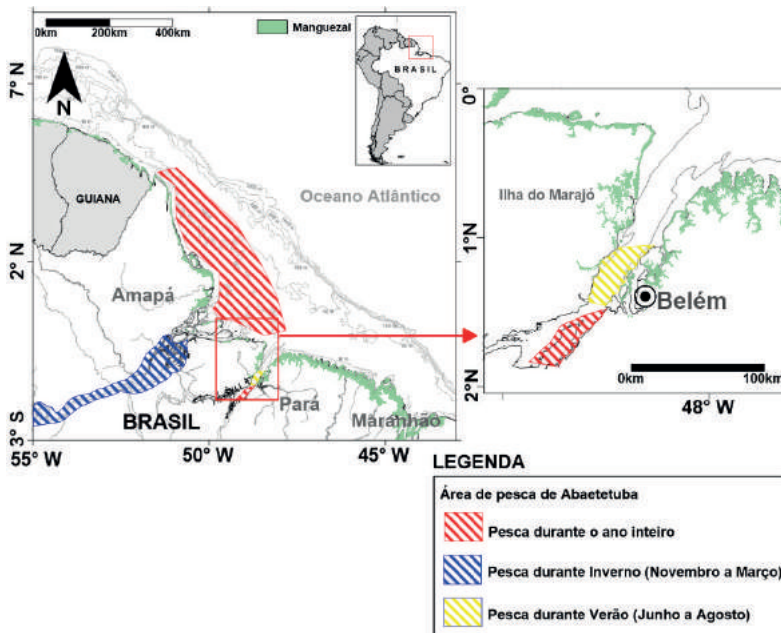 0km 200km 400km
Manguezal
BRASIL
7° N
N
GUIANA
Oceano Atlântico
2° N
Amapá
BRASIL
Pará
Maranhão
3° S
55° W
50° W
45° W
0°
Ilha do Marajó
1° N
Belém
0km 100km
2° N
48° W
LEGENDA
Área de pesca de Abaetetuba
Pesca durante o ano inteiro
Pesca durante Inverno (Novembro a Março)
Pesca durante Verão (Junho a Agosto)